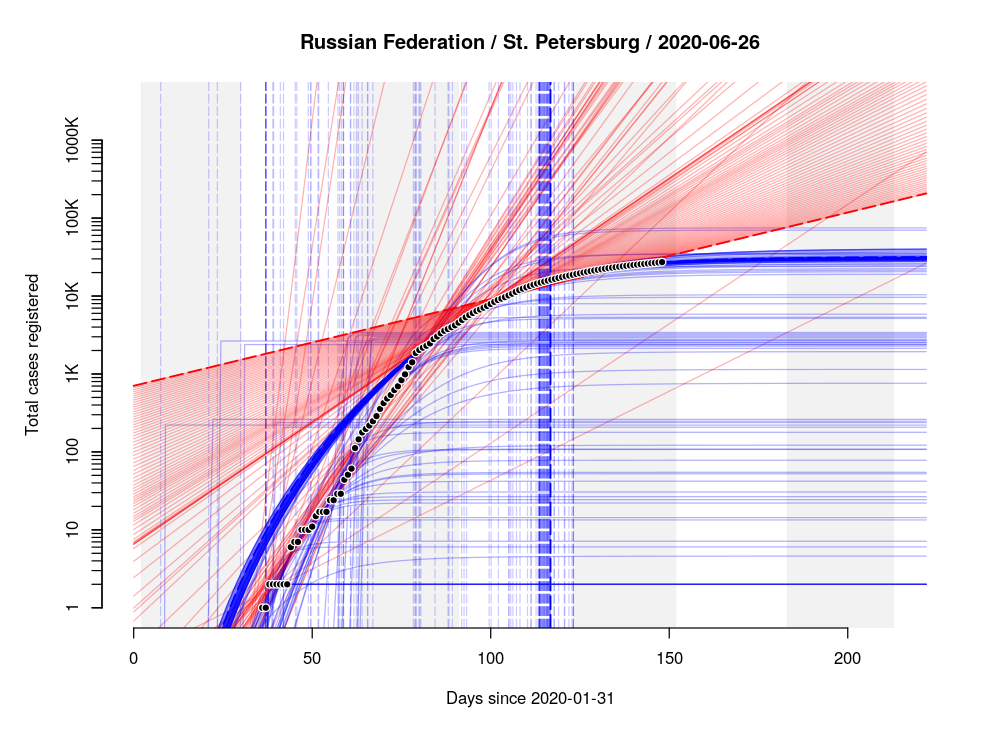 Russian Federation / St. Petersburg / 2020-06-26
Total cases registered
1000K
100K
10K
1K
100
10
1
0 50 100 150 200
Days since 2020-01-31